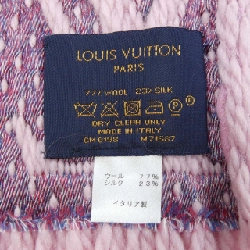 LOUIS VUITTON
PARIS
77% WOOL 23% SILK
DRY CLEAN ONLY
MADE IN ITALY
M71587
ウール 77%
シルク 23%
イタリア製